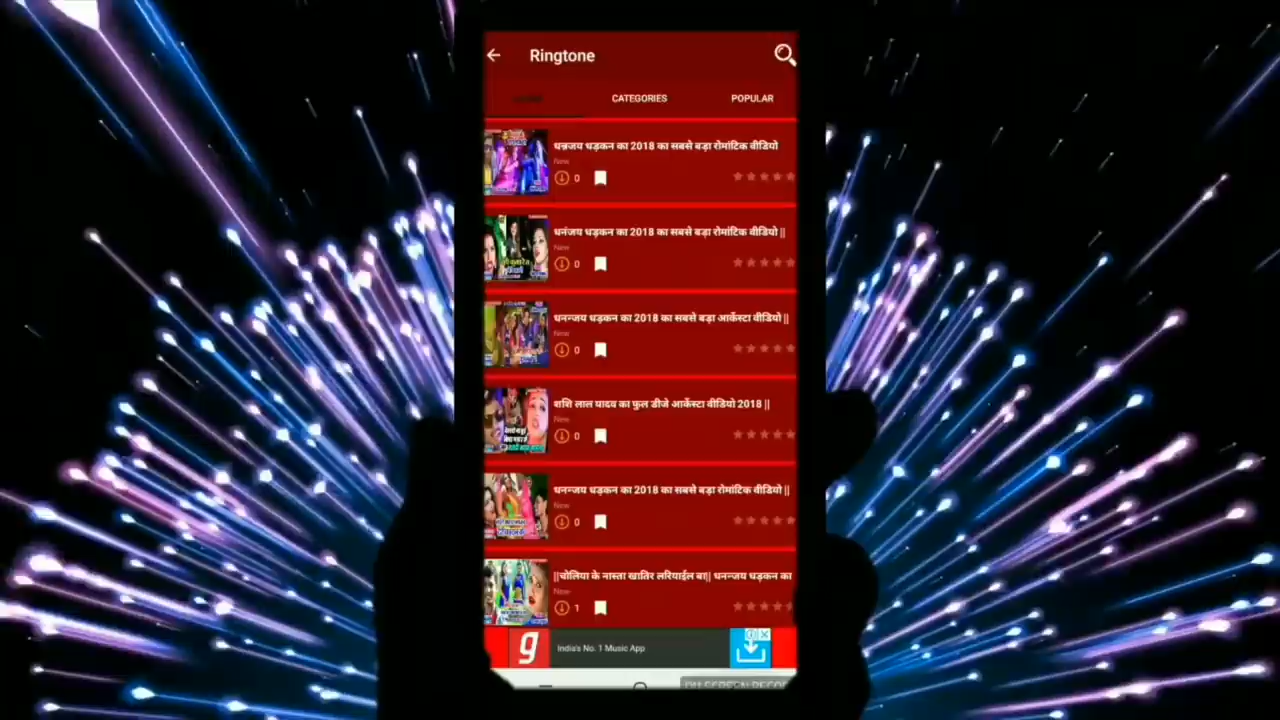 Ringtone
CATEGORIES
POPULAR
धन्नजय धड़कन का 2018 का सबसे बड़ा रोमांटिक वीडियो
New
0
धनंजय धड़कन का 2018 का सबसे बड़ा रोमांटिक वीडियो ||
New
0
धनन्जय धड़कन का 2018 का सबसे बड़ा आर्केस्टा वीडियो ||
New
0
शशि लाल यादव का फुल डीजे आर्केस्टा वीडियो 2018 ||
New
0
धनन्जय धड़कन का 2018 का सबसे बड़ा रोमांटिक वीडियो ||
New
0
||चोलिया के नास्ता खातिर लरियाईल बा|| धनन्जय धड़कन का
New
1
g
India's No. 1 Music App